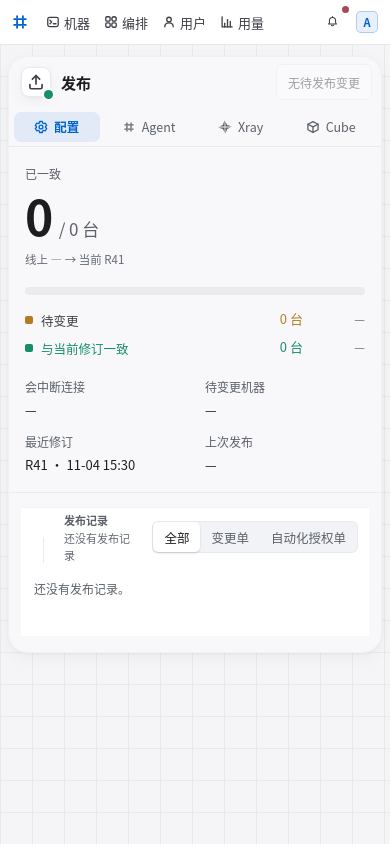 机器 编排 用户 用量 A
发布 无待发布变更
配置 Agent Xray Cube
已一致
0 / 0 台
线上 — → 当前 R41
待变更 0 台 —
与当前修订一致 0 台 —
会中断连接 待变更机器
— —
最近修订 上次发布
R41 · 11-04 15:30 —
发布记录
还没有发布记
录
全部 变更单 自动化授权单
还没有发布记录。